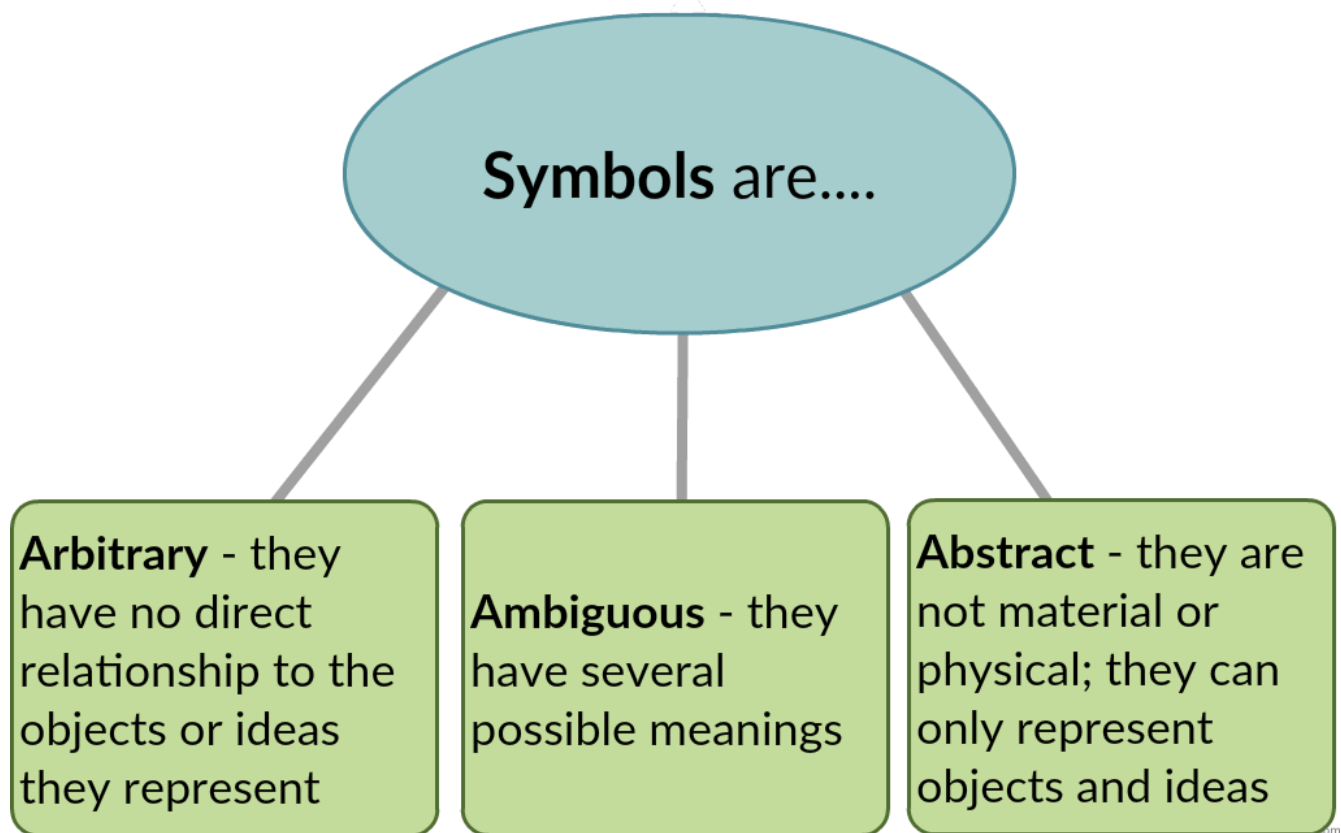 Symbols are....
Arbitrary - they
have no direct
relationship to the
objects or ideas
they represent
Ambiguous - they
have several
possible meanings
Abstract - they are
not material or
physical; they can
only represent
objects and ideas